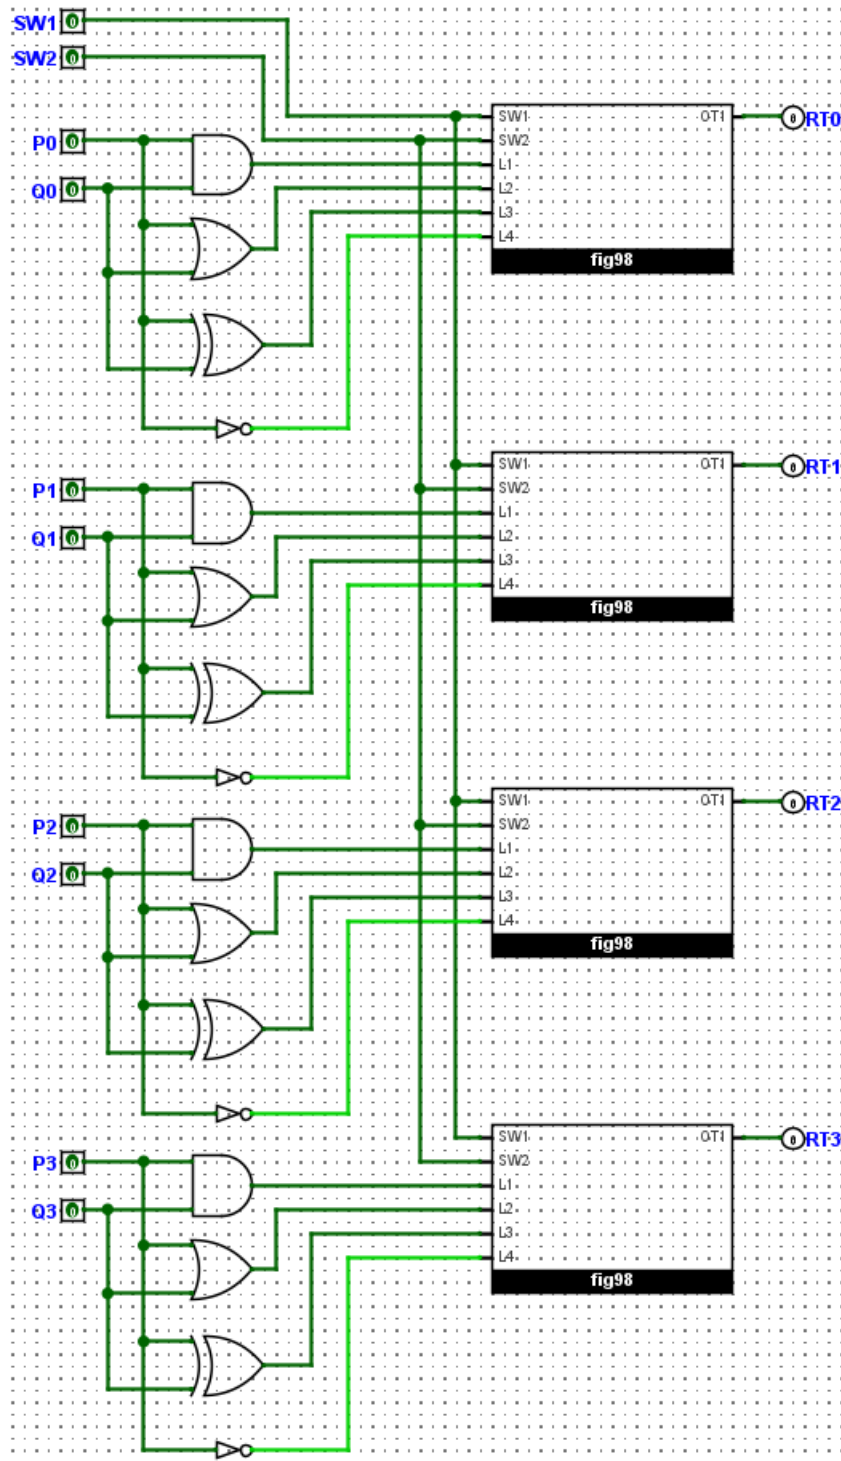 SW1 0
SW2 0
SW1 OT1 0 RT0
P0 0 SW2
L1
Q0 0 L2
L3
L4
fig98
SW1 OT1 0 RT1
P1 0 SW2
L1
Q1 0 L2
L3
L4
fig98
SW1 OT1 0 RT2
P2 0 SW2
L1
Q2 0 L2
L3
L4
fig98
SW1 OT1 0 RT3
P3 0 SW2
L1
Q3 0 L2
L3
L4
fig98